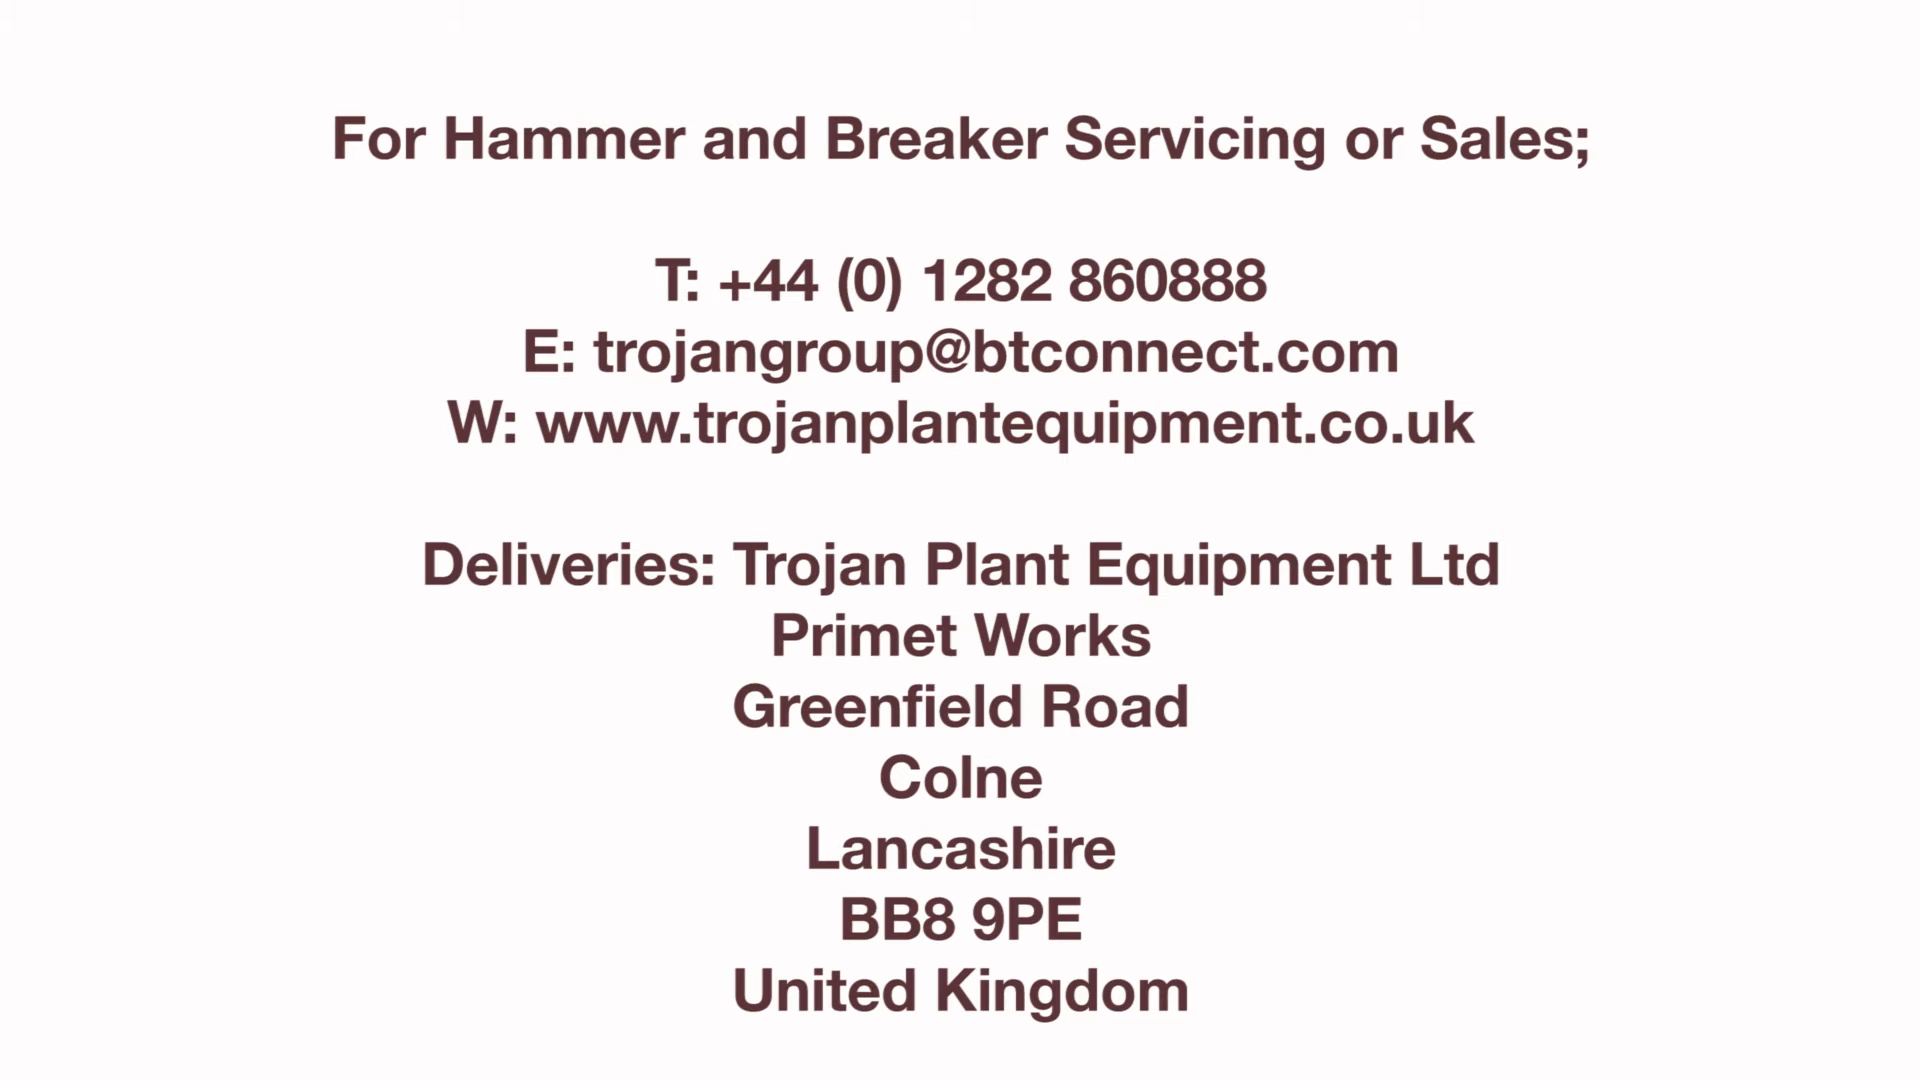 For Hammer and Breaker Servicing or Sales;
T: +44 (0) 1282 860888
E: trojangroup@btconnect.com
W: www.trojanplantequipment.co.uk
Deliveries: Trojan Plant Equipment Ltd
Primet Works
Greenfield Road
Colne
Lancashire
BB8 9PE
United Kingdom